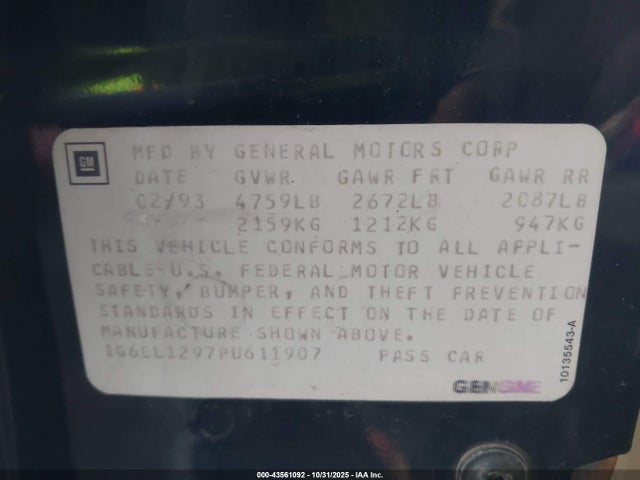 GM
MFD BY GENERAL MOTORS CORP
DATE GVWR GAWR FRT GAWR RR
02/93 4759LB 2672LB 2087LB
2159KG 1212KG 947KG
THIS VEHICLE CONFORMS TO ALL APPLI-
CABLE U.S. FEDERAL MOTOR VEHICLE
SAFETY, BUMPER, AND THEFT PREVENTION
STANDARDS IN EFFECT ON THE DATE OF
MANUFACTURE SHOWN ABOVE.
1G6EL1297PU611907 PASS CAR
10135543-A
000-43561092 - 10/31/2025 - IAA Inc.